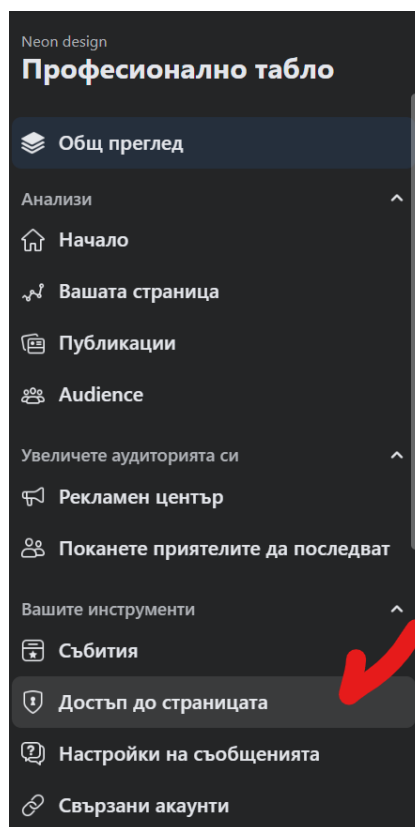 Neon design
Професионално табло
Общ преглед
Анализи
Начало
Вашата страница
Публикации
Audience
Увеличете аудиторията си
Рекламен център
Поканете приятелите да последват
Вашите инструменти
Събития
Достъп до страницата
Настройки на съобщенията
Свързани акаунти